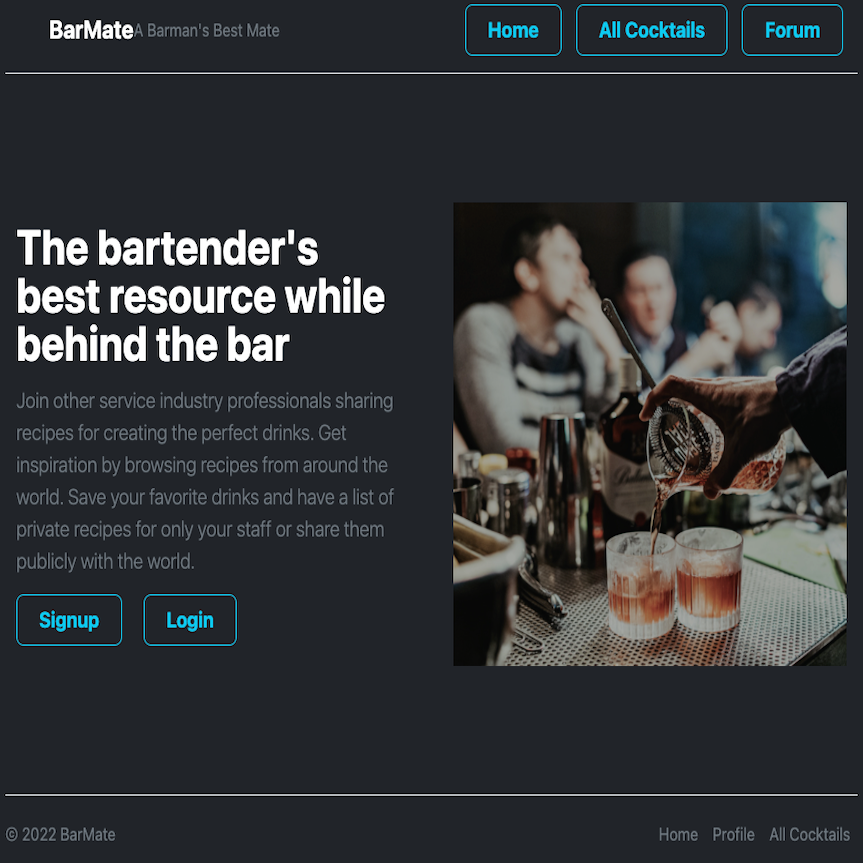 BarMate A Barman's Best Mate Home All Cocktails Forum
The bartender's
best resource while
behind the bar
Join other service industry professionals sharing
recipes for creating the perfect drinks. Get
inspiration by browsing recipes from around the
world. Save your favorite drinks and have a list of
private recipes for only your staff or share them
publicly with the world.
Signup Login
© 2022 BarMate Home Profile All Cocktails